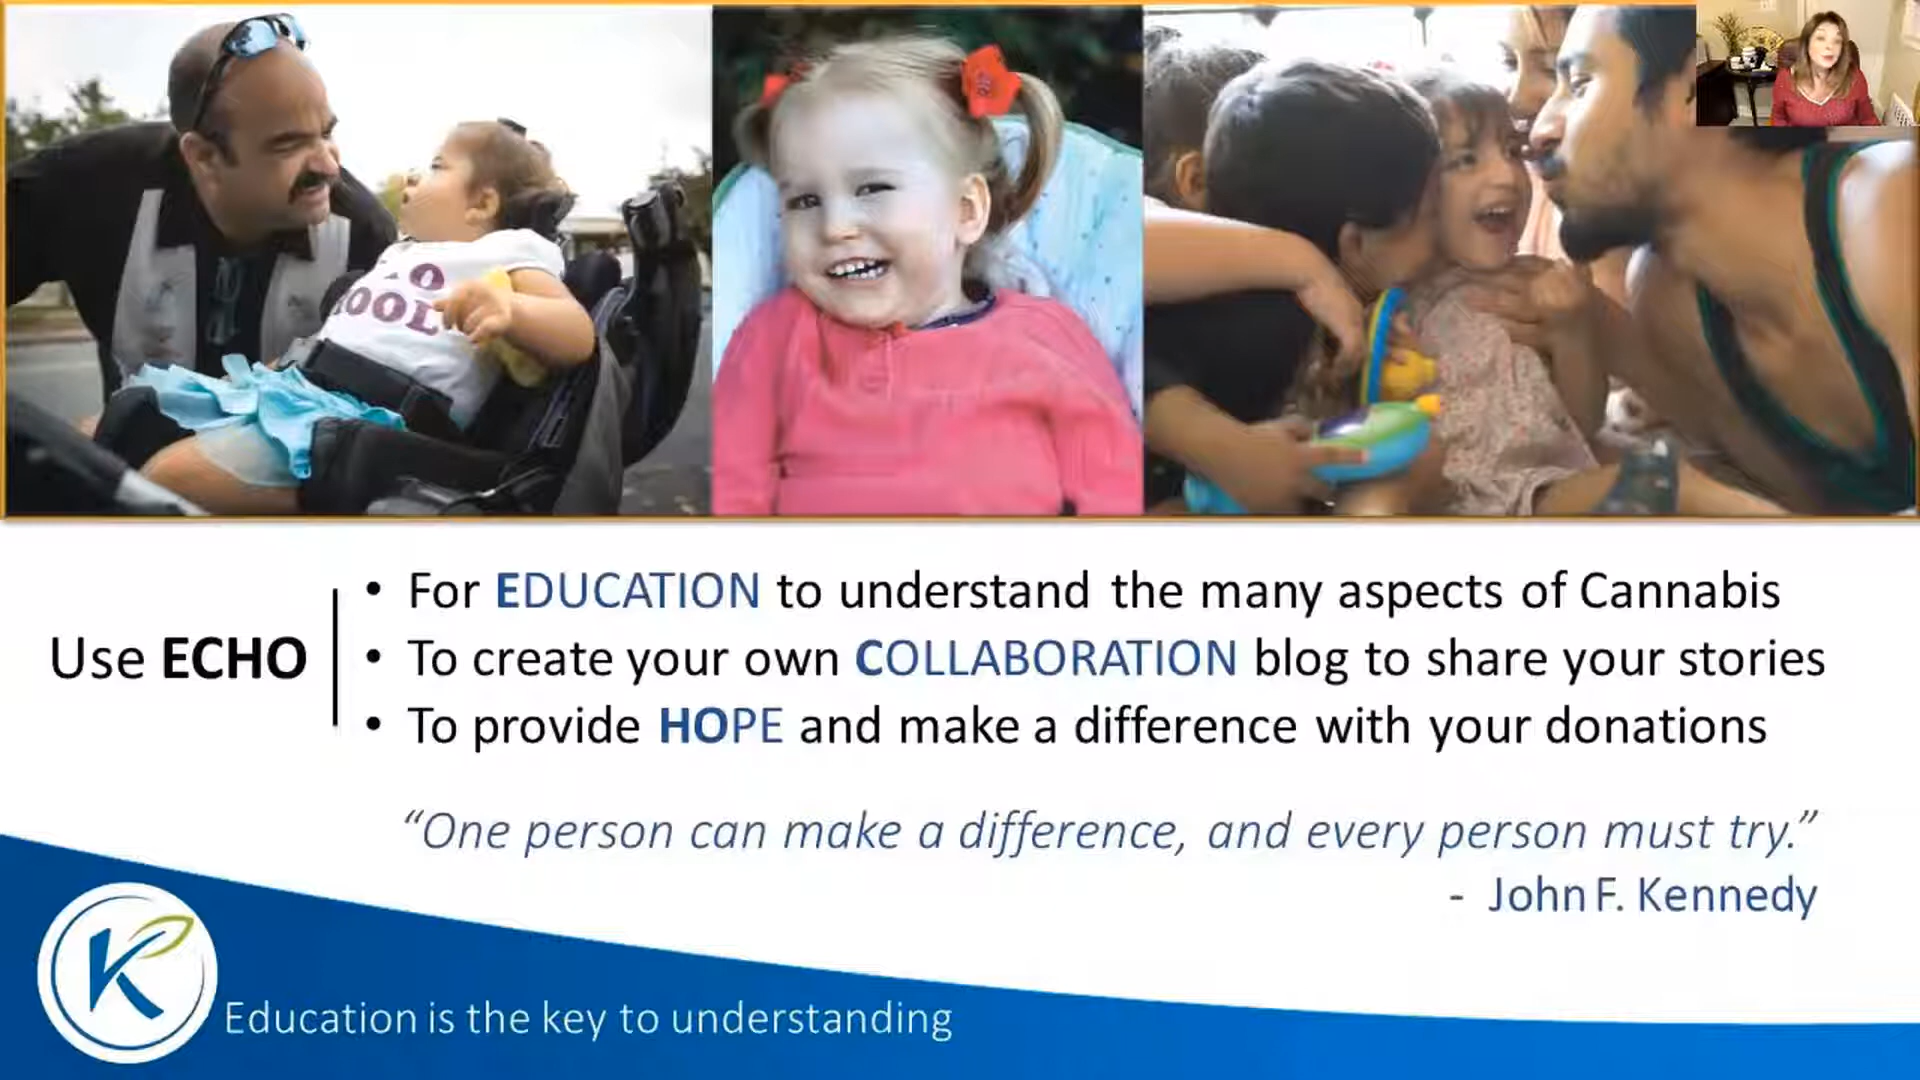 OOL
Use ECHO
• For EDUCATION to understand the many aspects of Cannabis
• To create your own COLLABORATION blog to share your stories
• To provide HOPE and make a difference with your donations
“One person can make a difference, and every person must try.”
- John F. Kennedy
K
Education is the key to understanding